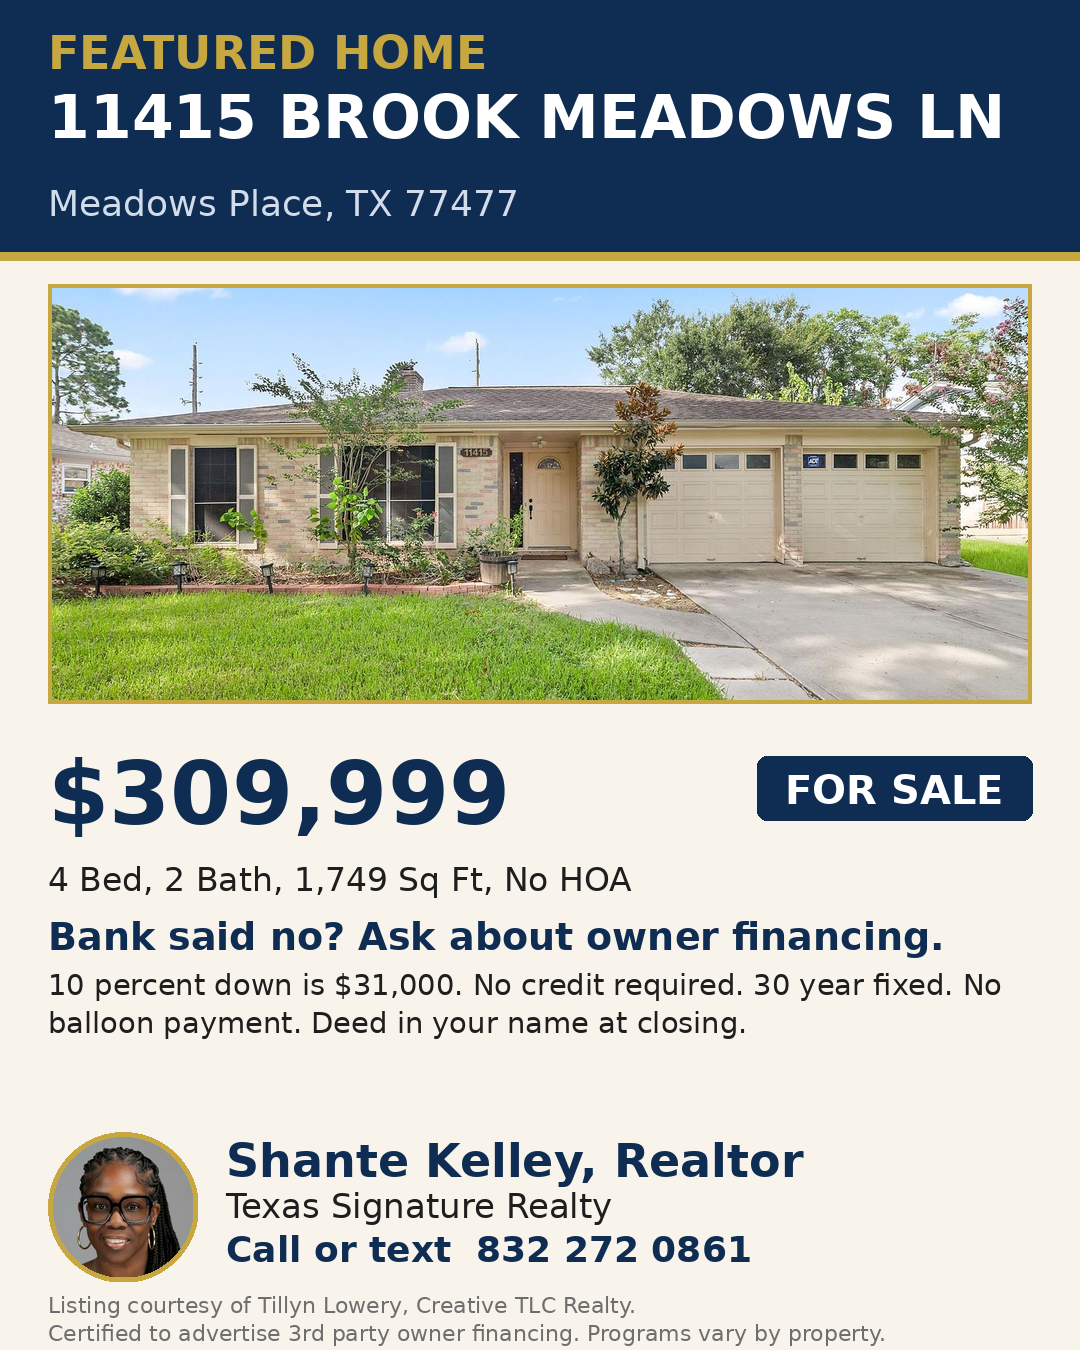 FEATURED HOME
11415 BROOK MEADOWS LN
Meadows Place, TX 77477
11415
ADT
$309,999
FOR SALE
4 Bed, 2 Bath, 1,749 Sq Ft, No HOA
Bank said no? Ask about owner financing.
10 percent down is $31,000. No credit required. 30 year fixed. No
balloon payment. Deed in your name at closing.
Shante Kelley, Realtor
Texas Signature Realty
Call or text 832 272 0861
Listing courtesy of Tillyn Lowery, Creative TLC Realty.
Certified to advertise 3rd party owner financing. Programs vary by property.